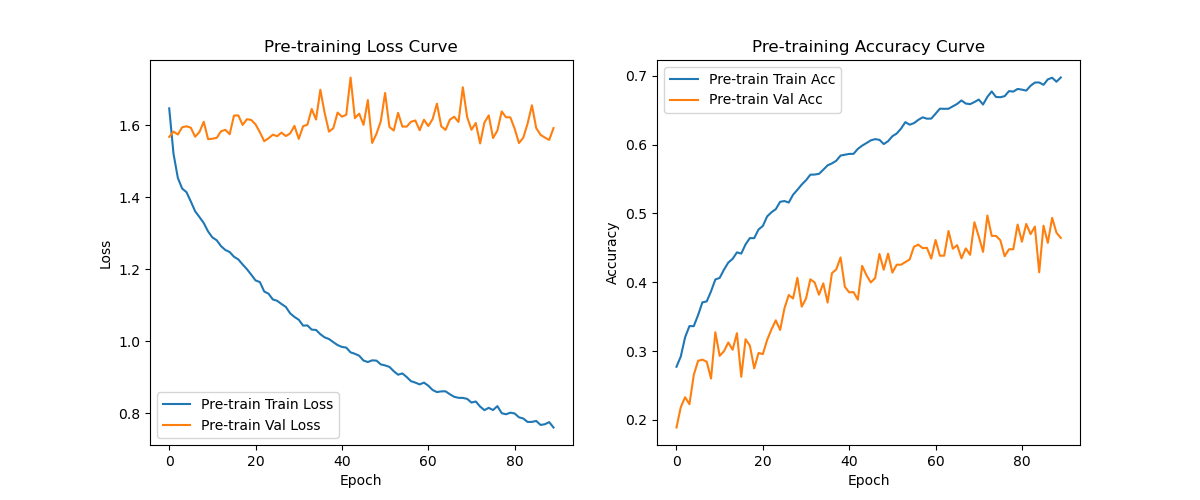 Pre-training Loss Curve
1.6
1.4
1.2
1.0
0.8
Loss
Pre-train Train Loss
Pre-train Val Loss
0
20
40
60
80
Epoch
Pre-training Accuracy Curve
0.7
0.6
0.5
0.4
0.3
0.2
Accuracy
Pre-train Train Acc
Pre-train Val Acc
0
20
40
60
80
Epoch